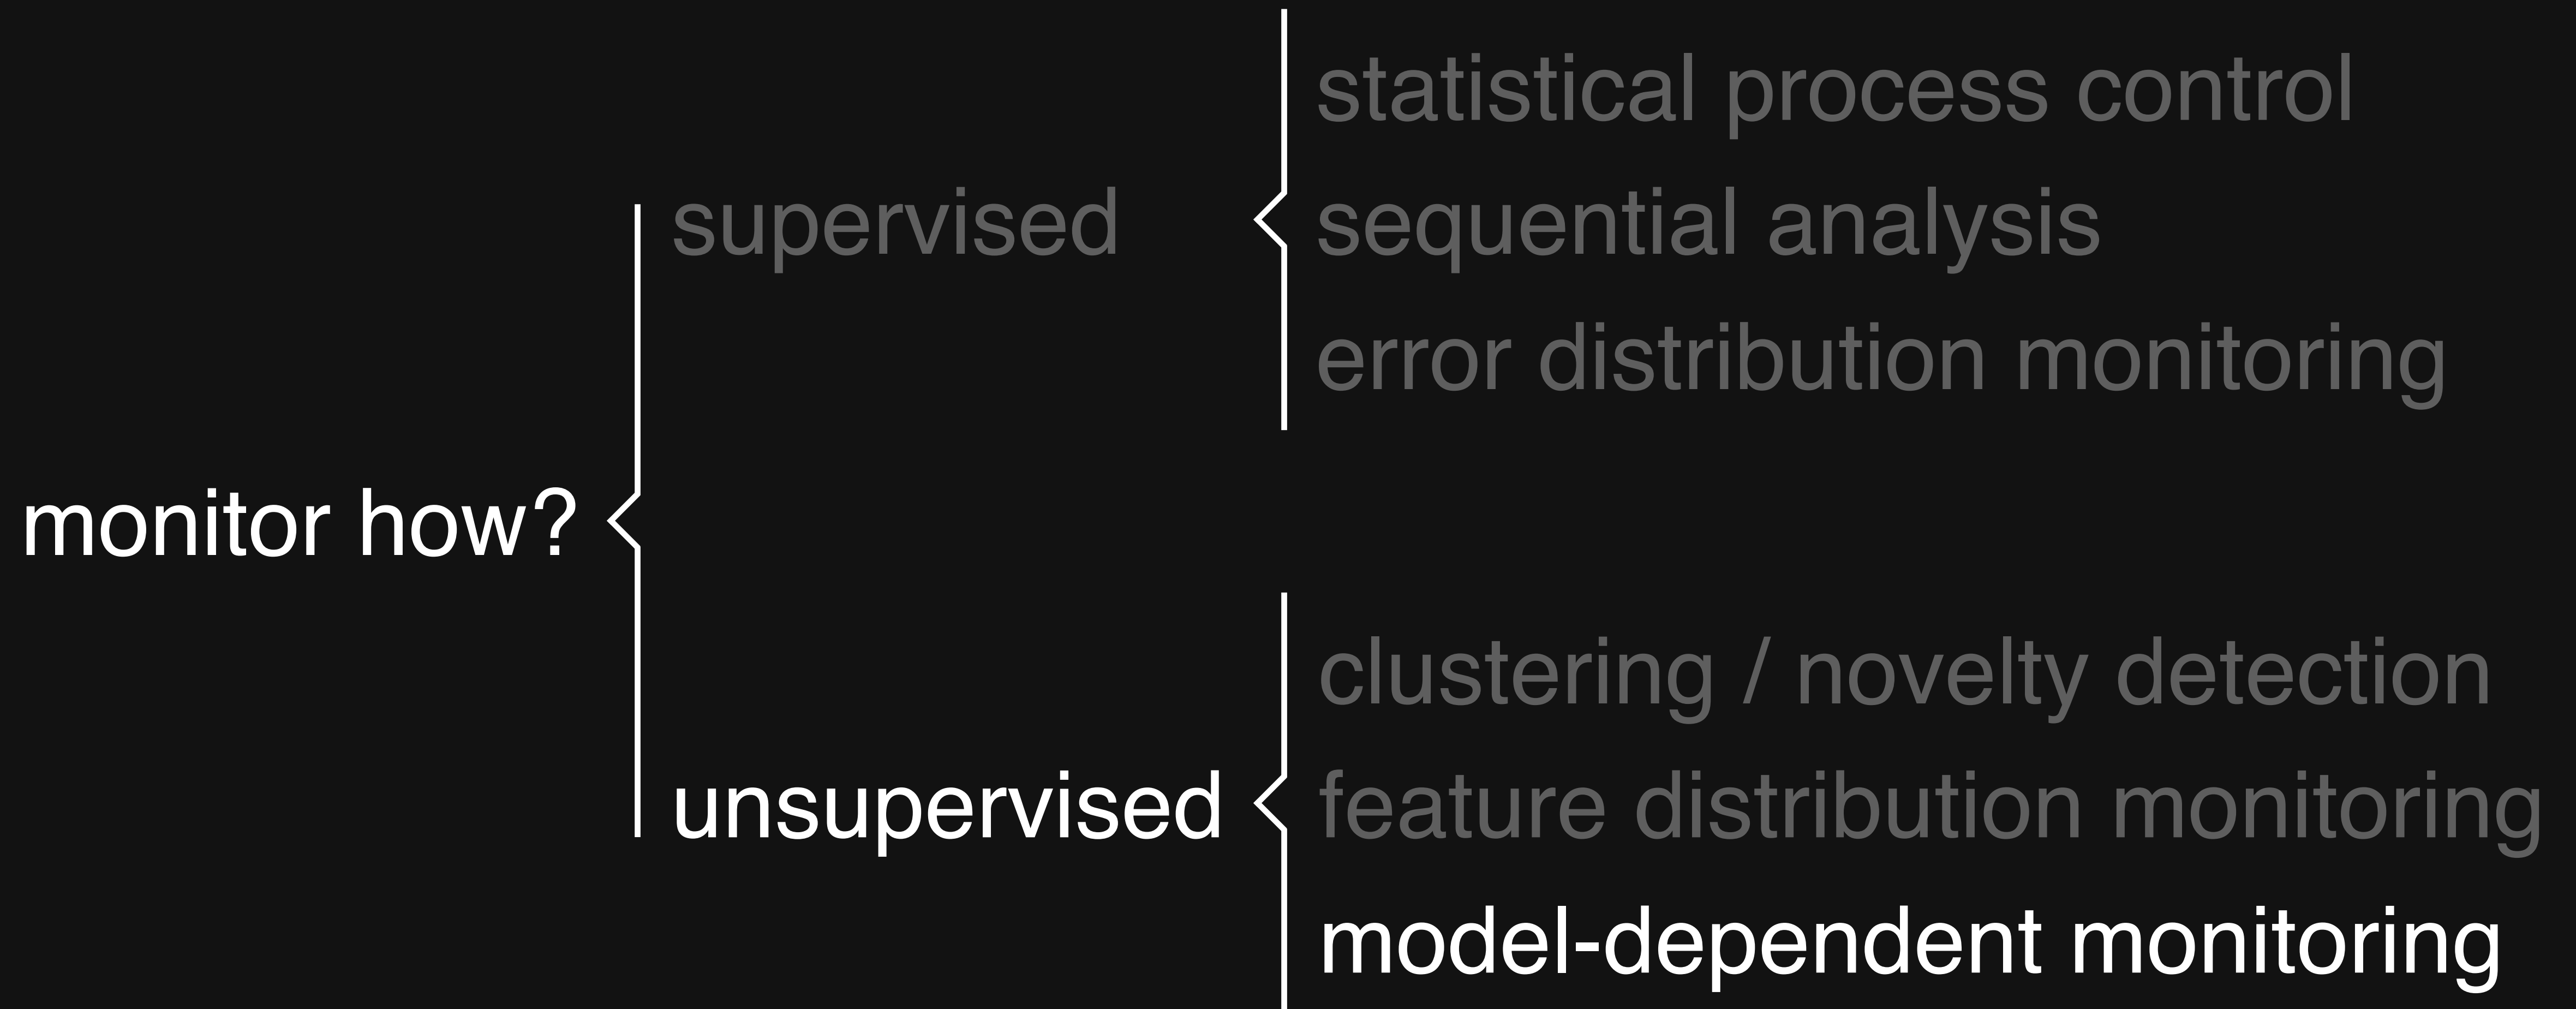 monitor how?
supervised
statistical process control
sequential analysis
error distribution monitoring
unsupervised
clustering / novelty detection
feature distribution monitoring
model-dependent monitoring